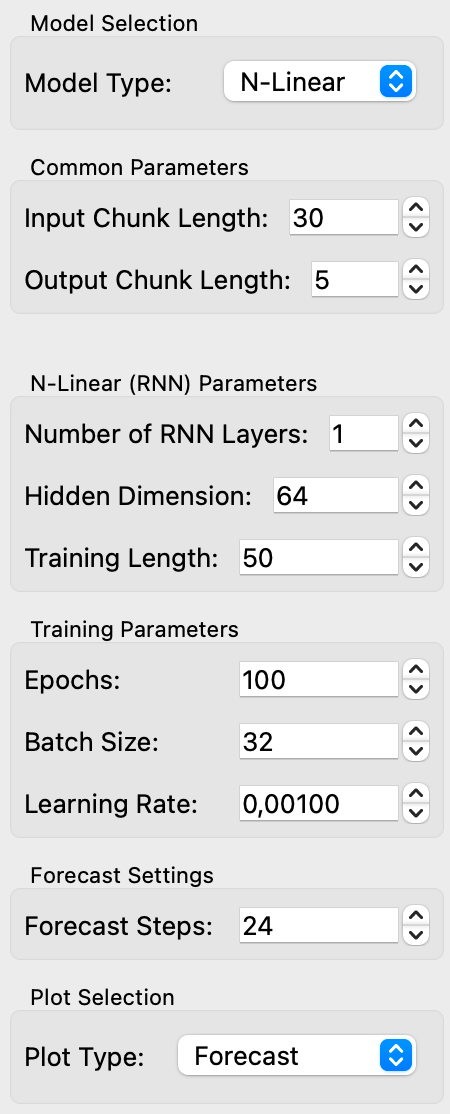 Model Selection
Model Type: N-Linear
Common Parameters
Input Chunk Length: 30
Output Chunk Length: 5
N-Linear (RNN) Parameters
Number of RNN Layers: 1
Hidden Dimension: 64
Training Length: 50
Training Parameters
Epochs: 100
Batch Size: 32
Learning Rate: 0,00100
Forecast Settings
Forecast Steps: 24
Plot Selection
Plot Type: Forecast